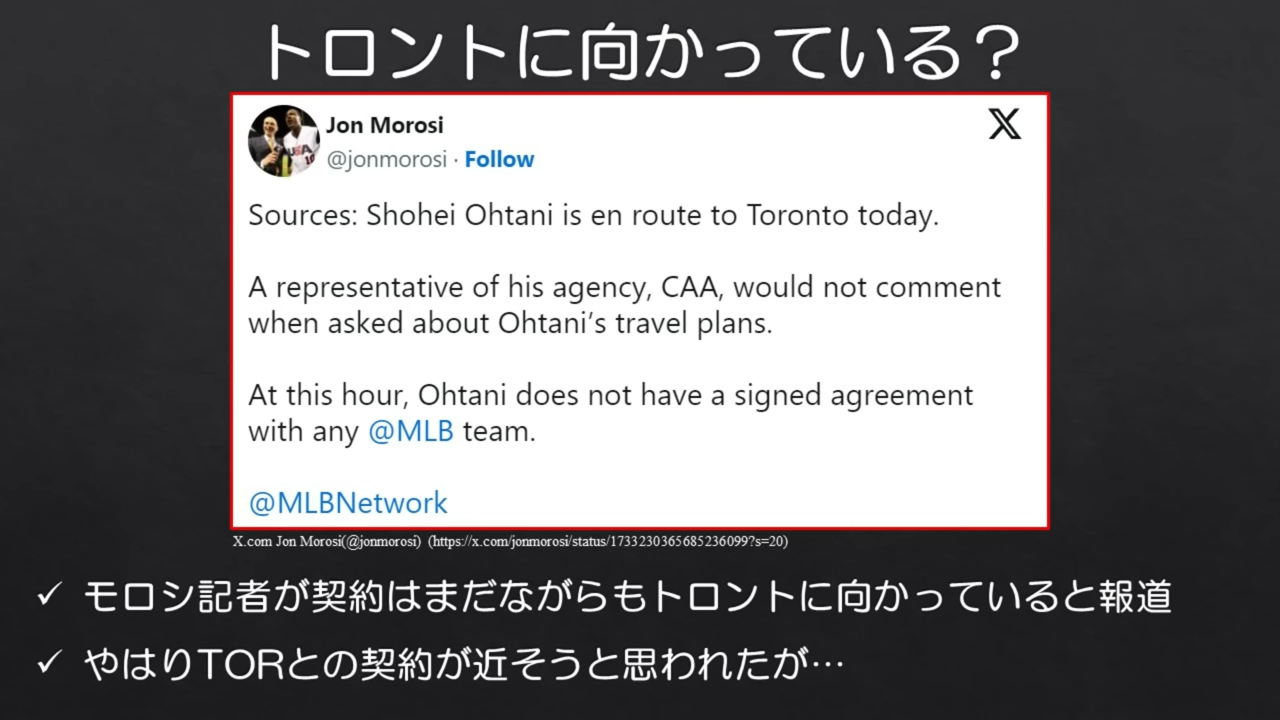 トロントに向かっている？
Jon Morosi
@jonmorosi · Follow
Sources: Shohei Ohtani is en route to Toronto today.
A representative of his agency, CAA, would not comment
when asked about Ohtani’s travel plans.
At this hour, Ohtani does not have a signed agreement
with any @MLB team.
@MLBNetwork
X.com Jon Morosi(@jonmorosi) (https://x.com/jonmorosi/status/1733230365685236099?s=20)
✓ モロシ記者が契約はまだながらもトロントに向かっていると報道
✓ やはりTORとの契約が近そうと思われたが…